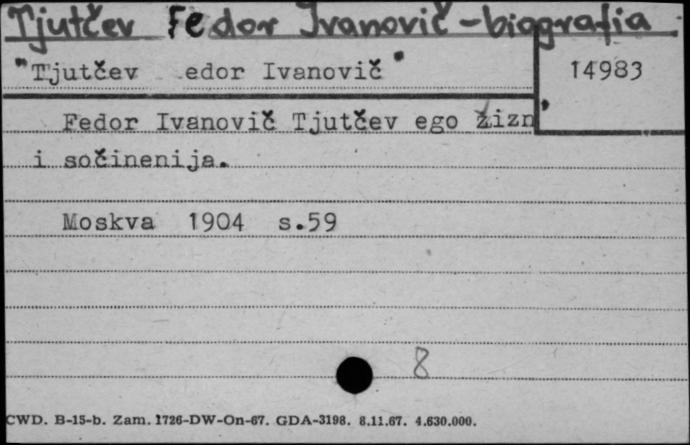 Tjutčev Fedor Ivanovič - biografia
"Tjutčev edor Ivanovič"
14983
Fedor Ivanovič Tjutčev ego žizn'
i sočinenija.
Moskva 1904 s.59
8
CWD. B-15-b. Zam. 1726-DW-On-67. GDA-3198. 8.11.67. 4.630.000.